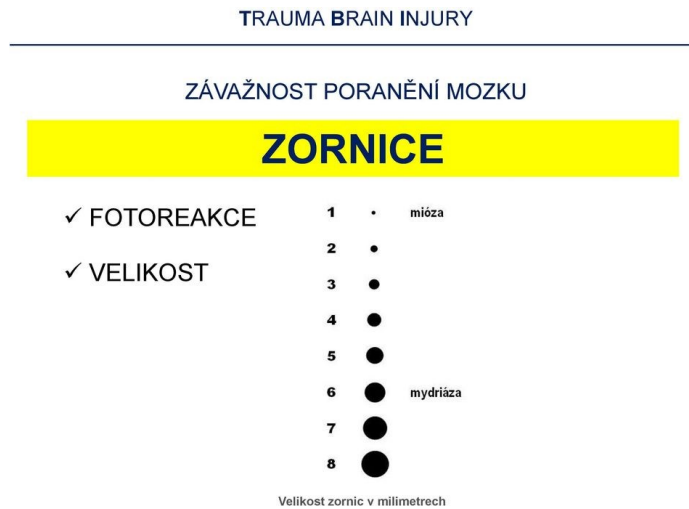 TRAUMA BRAIN INJURY
ZÁVAŽNOST PORANĚNÍ MOZKU
ZORNICE
✓ FOTOREAKCE
✓ VELIKOST
1 mióza
2
3
4
5
6 mydriáza
7
8
Velikost zornic v milimetrech